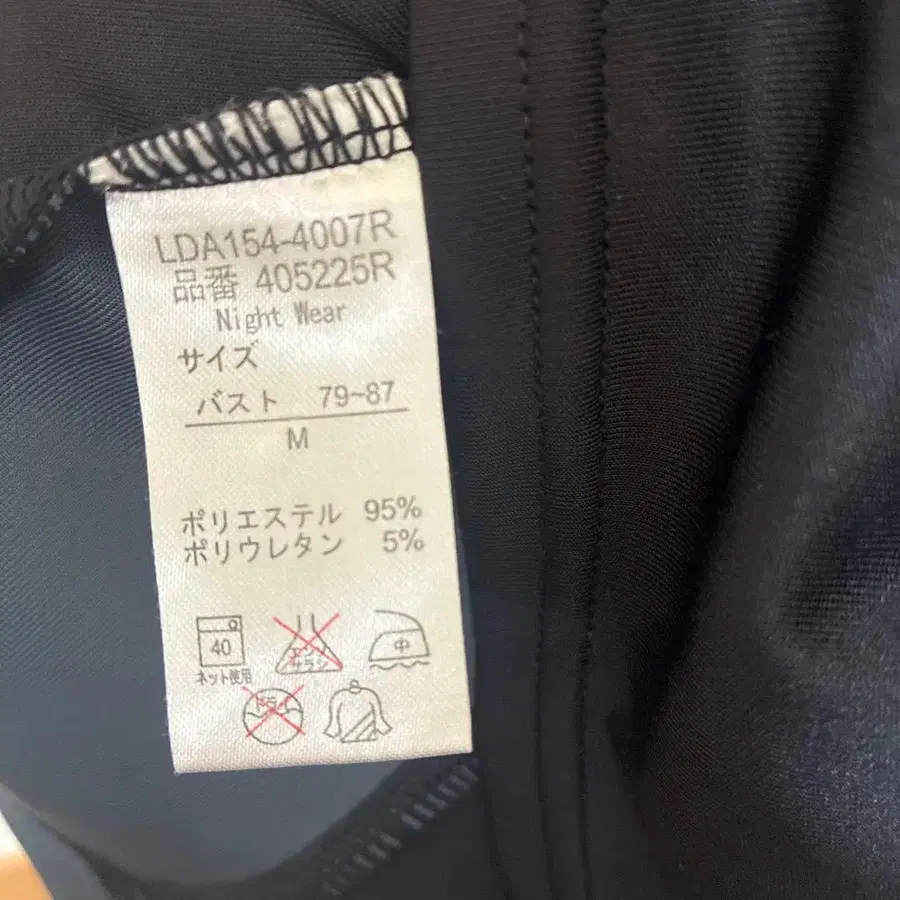 LDA154-4007R
品番 405225R
Night Wear
サイズ
バスト 79~87
M
ポリエステル 95%
ポリウレタン 5%
40
ネット使用
エンソ
サラシ
中
ドライ